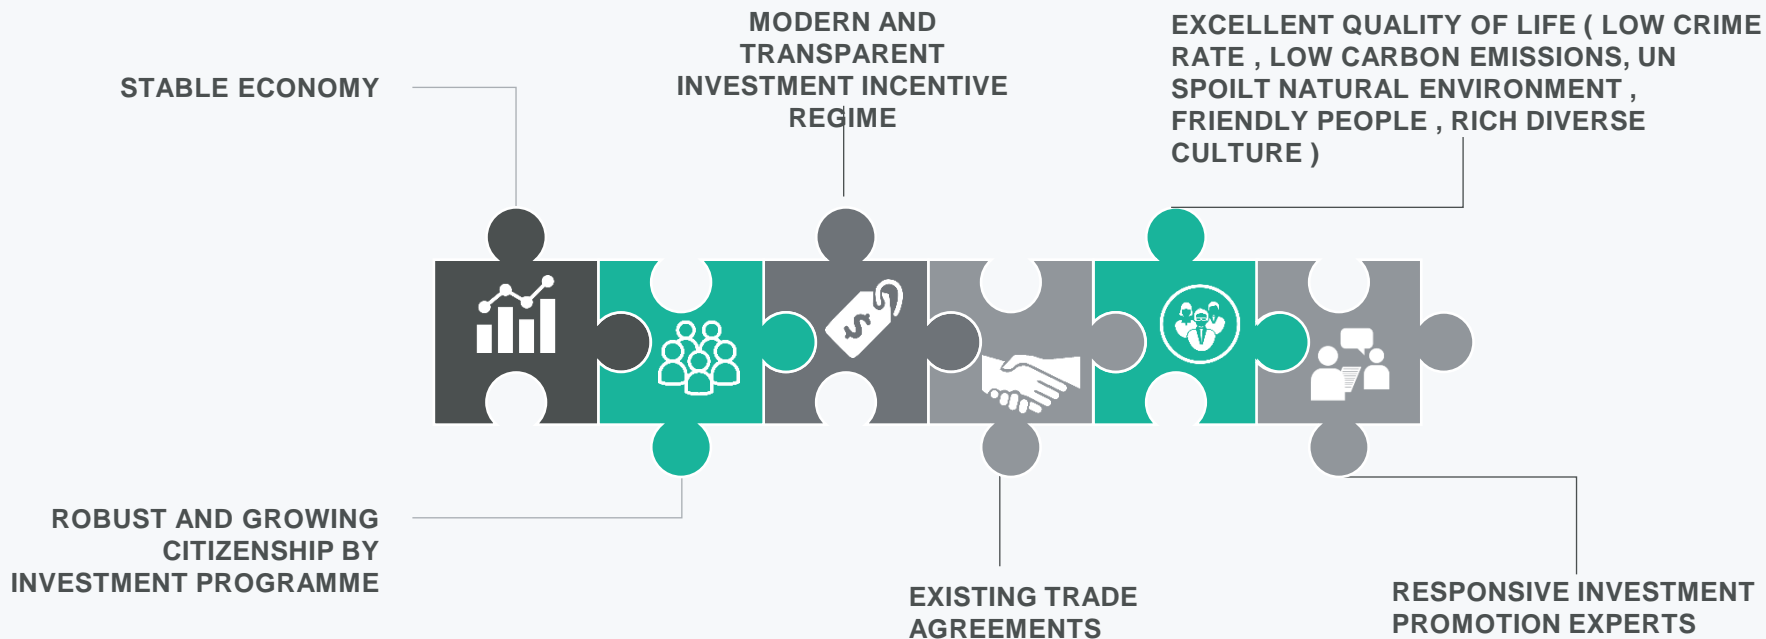 STABLE ECONOMY
MODERN AND
TRANSPARENT
INVESTMENT INCENTIVE
REGIME
EXCELLENT QUALITY OF LIFE ( LOW CRIME
RATE , LOW CARBON EMISSIONS, UN
SPOILT NATURAL ENVIRONMENT ,
FRIENDLY PEOPLE , RICH DIVERSE
CULTURE )
$
ROBUST AND GROWING
CITIZENSHIP BY
INVESTMENT PROGRAMME
EXISTING TRADE
AGREEMENTS
RESPONSIVE INVESTMENT
PROMOTION EXPERTS